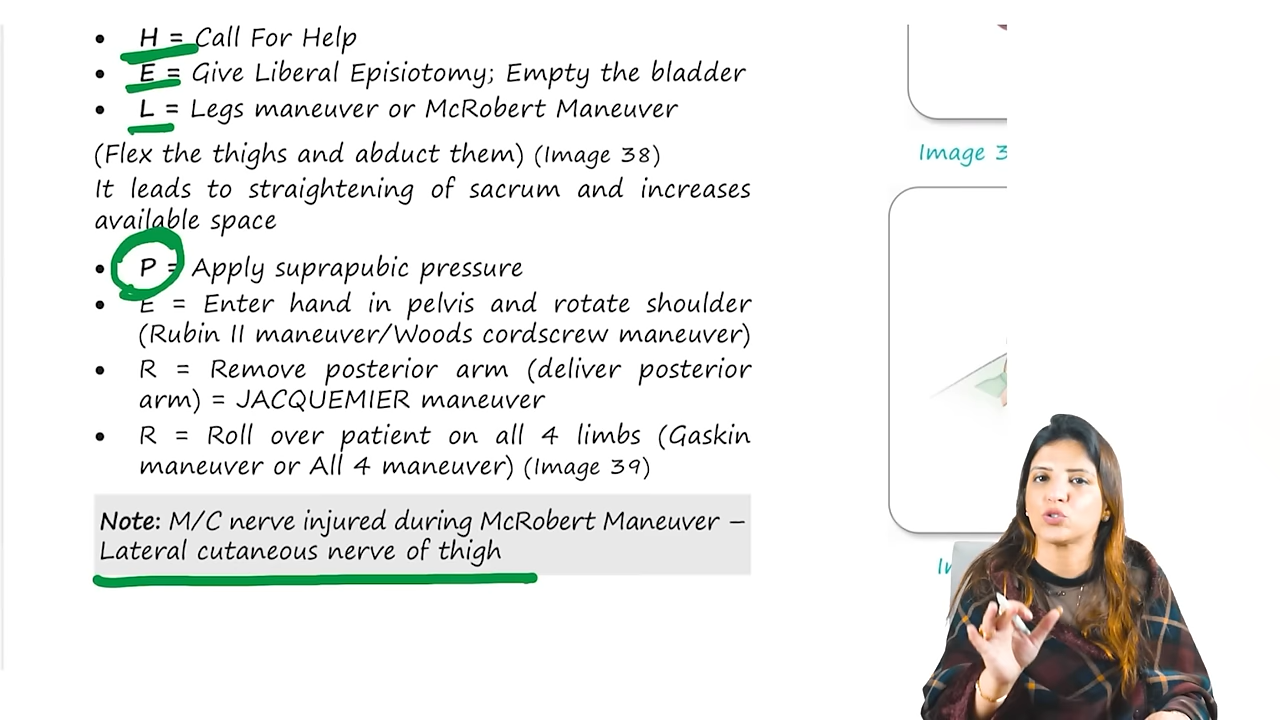 • H = Call For Help
• E = Give Liberal Episiotomy; Empty the bladder
• L = Legs maneuver or McRobert Maneuver
(Flex the thighs and abduct them) (Image 38)
It leads to straightening of sacrum and increases
available space
• P = Apply suprapubic pressure
• E = Enter hand in pelvis and rotate shoulder
(Rubin II maneuver/Woods cordscrew maneuver)
• R = Remove posterior arm (deliver posterior
arm) = JACQUEMIER maneuver
• R = Roll over patient on all 4 limbs (Gaskin
maneuver or All 4 maneuver) (Image 39)
Note: M/C nerve injured during McRobert Maneuver –
Lateral cutaneous nerve of thigh
Image 3